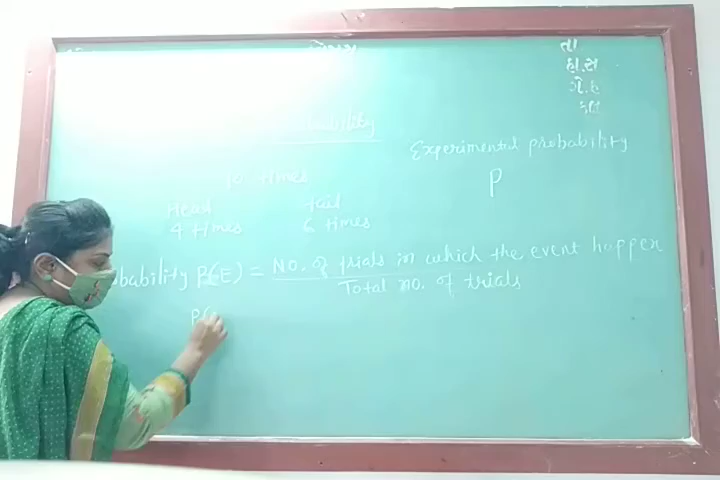 તા
હા.સ
ગે.હ
Experimental probability
P
10 times
Head Tail
4 times 6 times
P(E) = No. of trials in which the event happen
Total no. of trials
P(